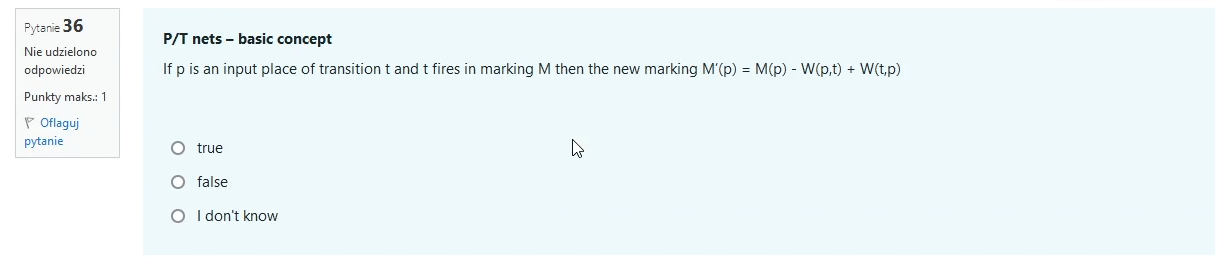 Pytanie 36
Nie udzielono
odpowiedzi
Punkty maks.: 1
Oflaguj
pytanie
P/T nets – basic concept
If p is an input place of transition t and t fires in marking M then the new marking M'(p) = M(p) - W(p,t) + W(t,p)
true
false
I don't know